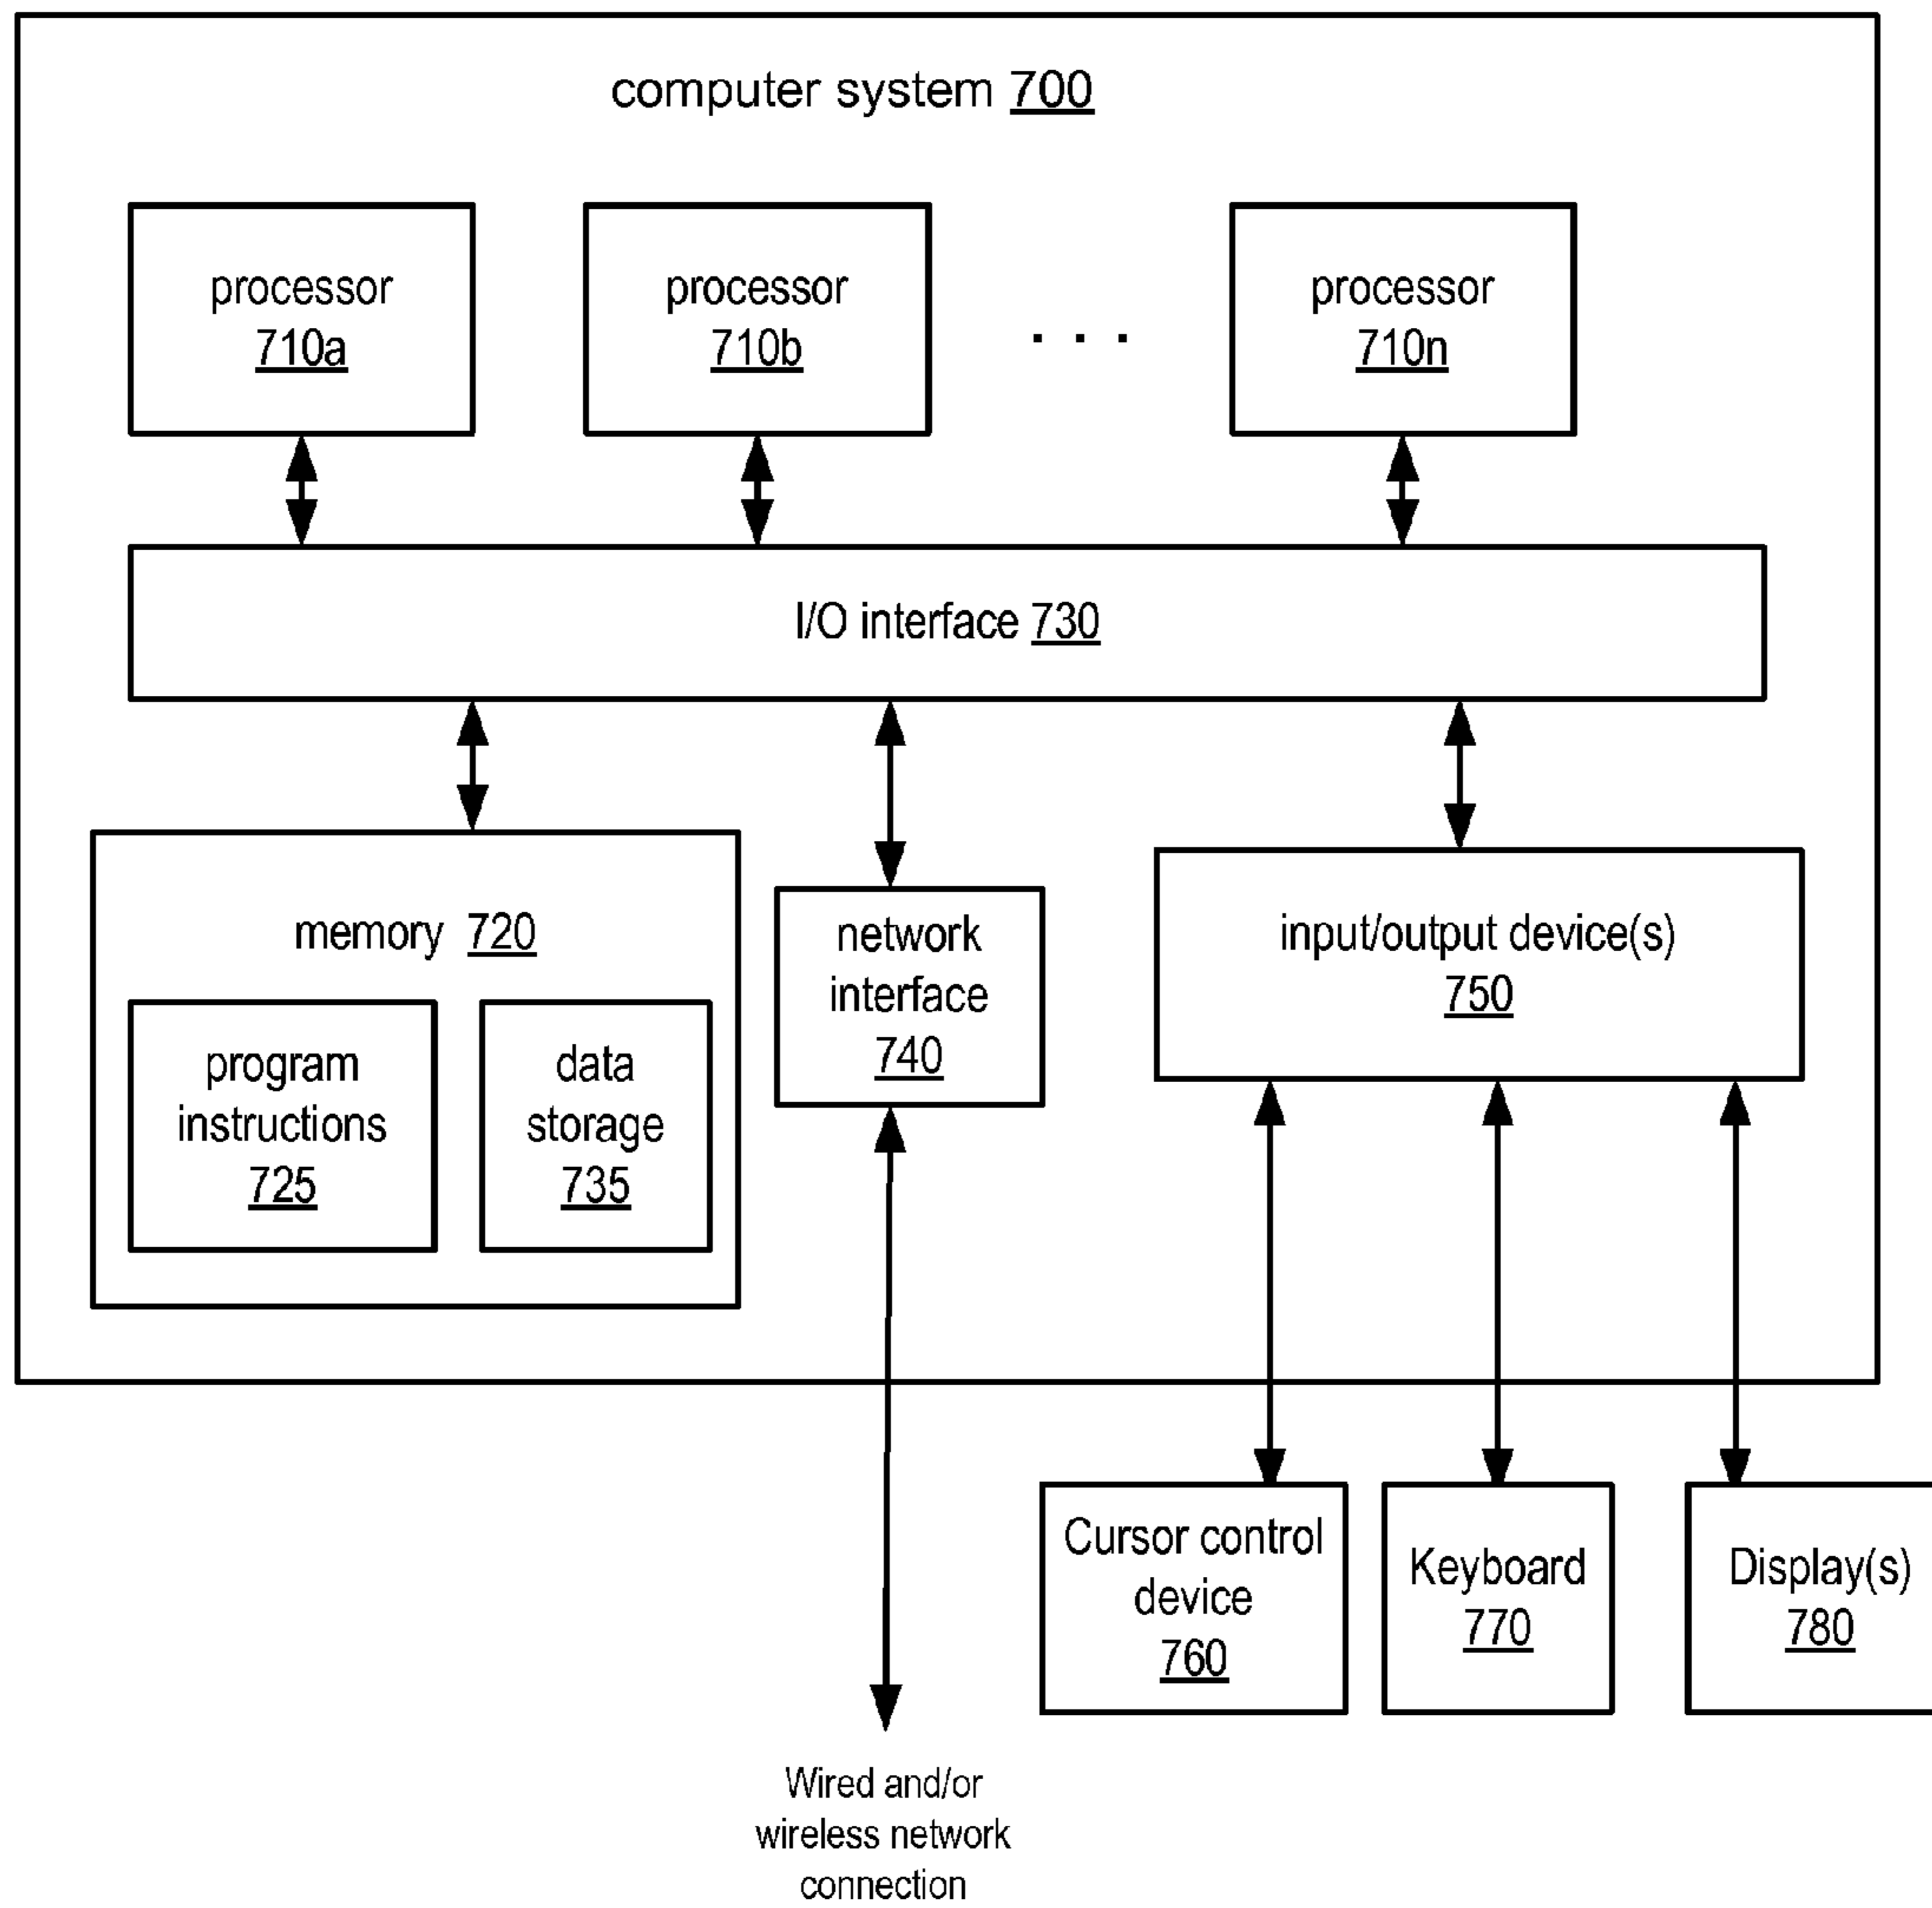 computer system 700
processor
710a
processor
710b
. . .
processor
710n
I/O interface 730
memory 720
program
instructions
725
data
storage
735
network
interface
740
input/output device(s)
750
Cursor control
device
760
Keyboard
770
Display(s)
780
Wired and/or
wireless network
connection